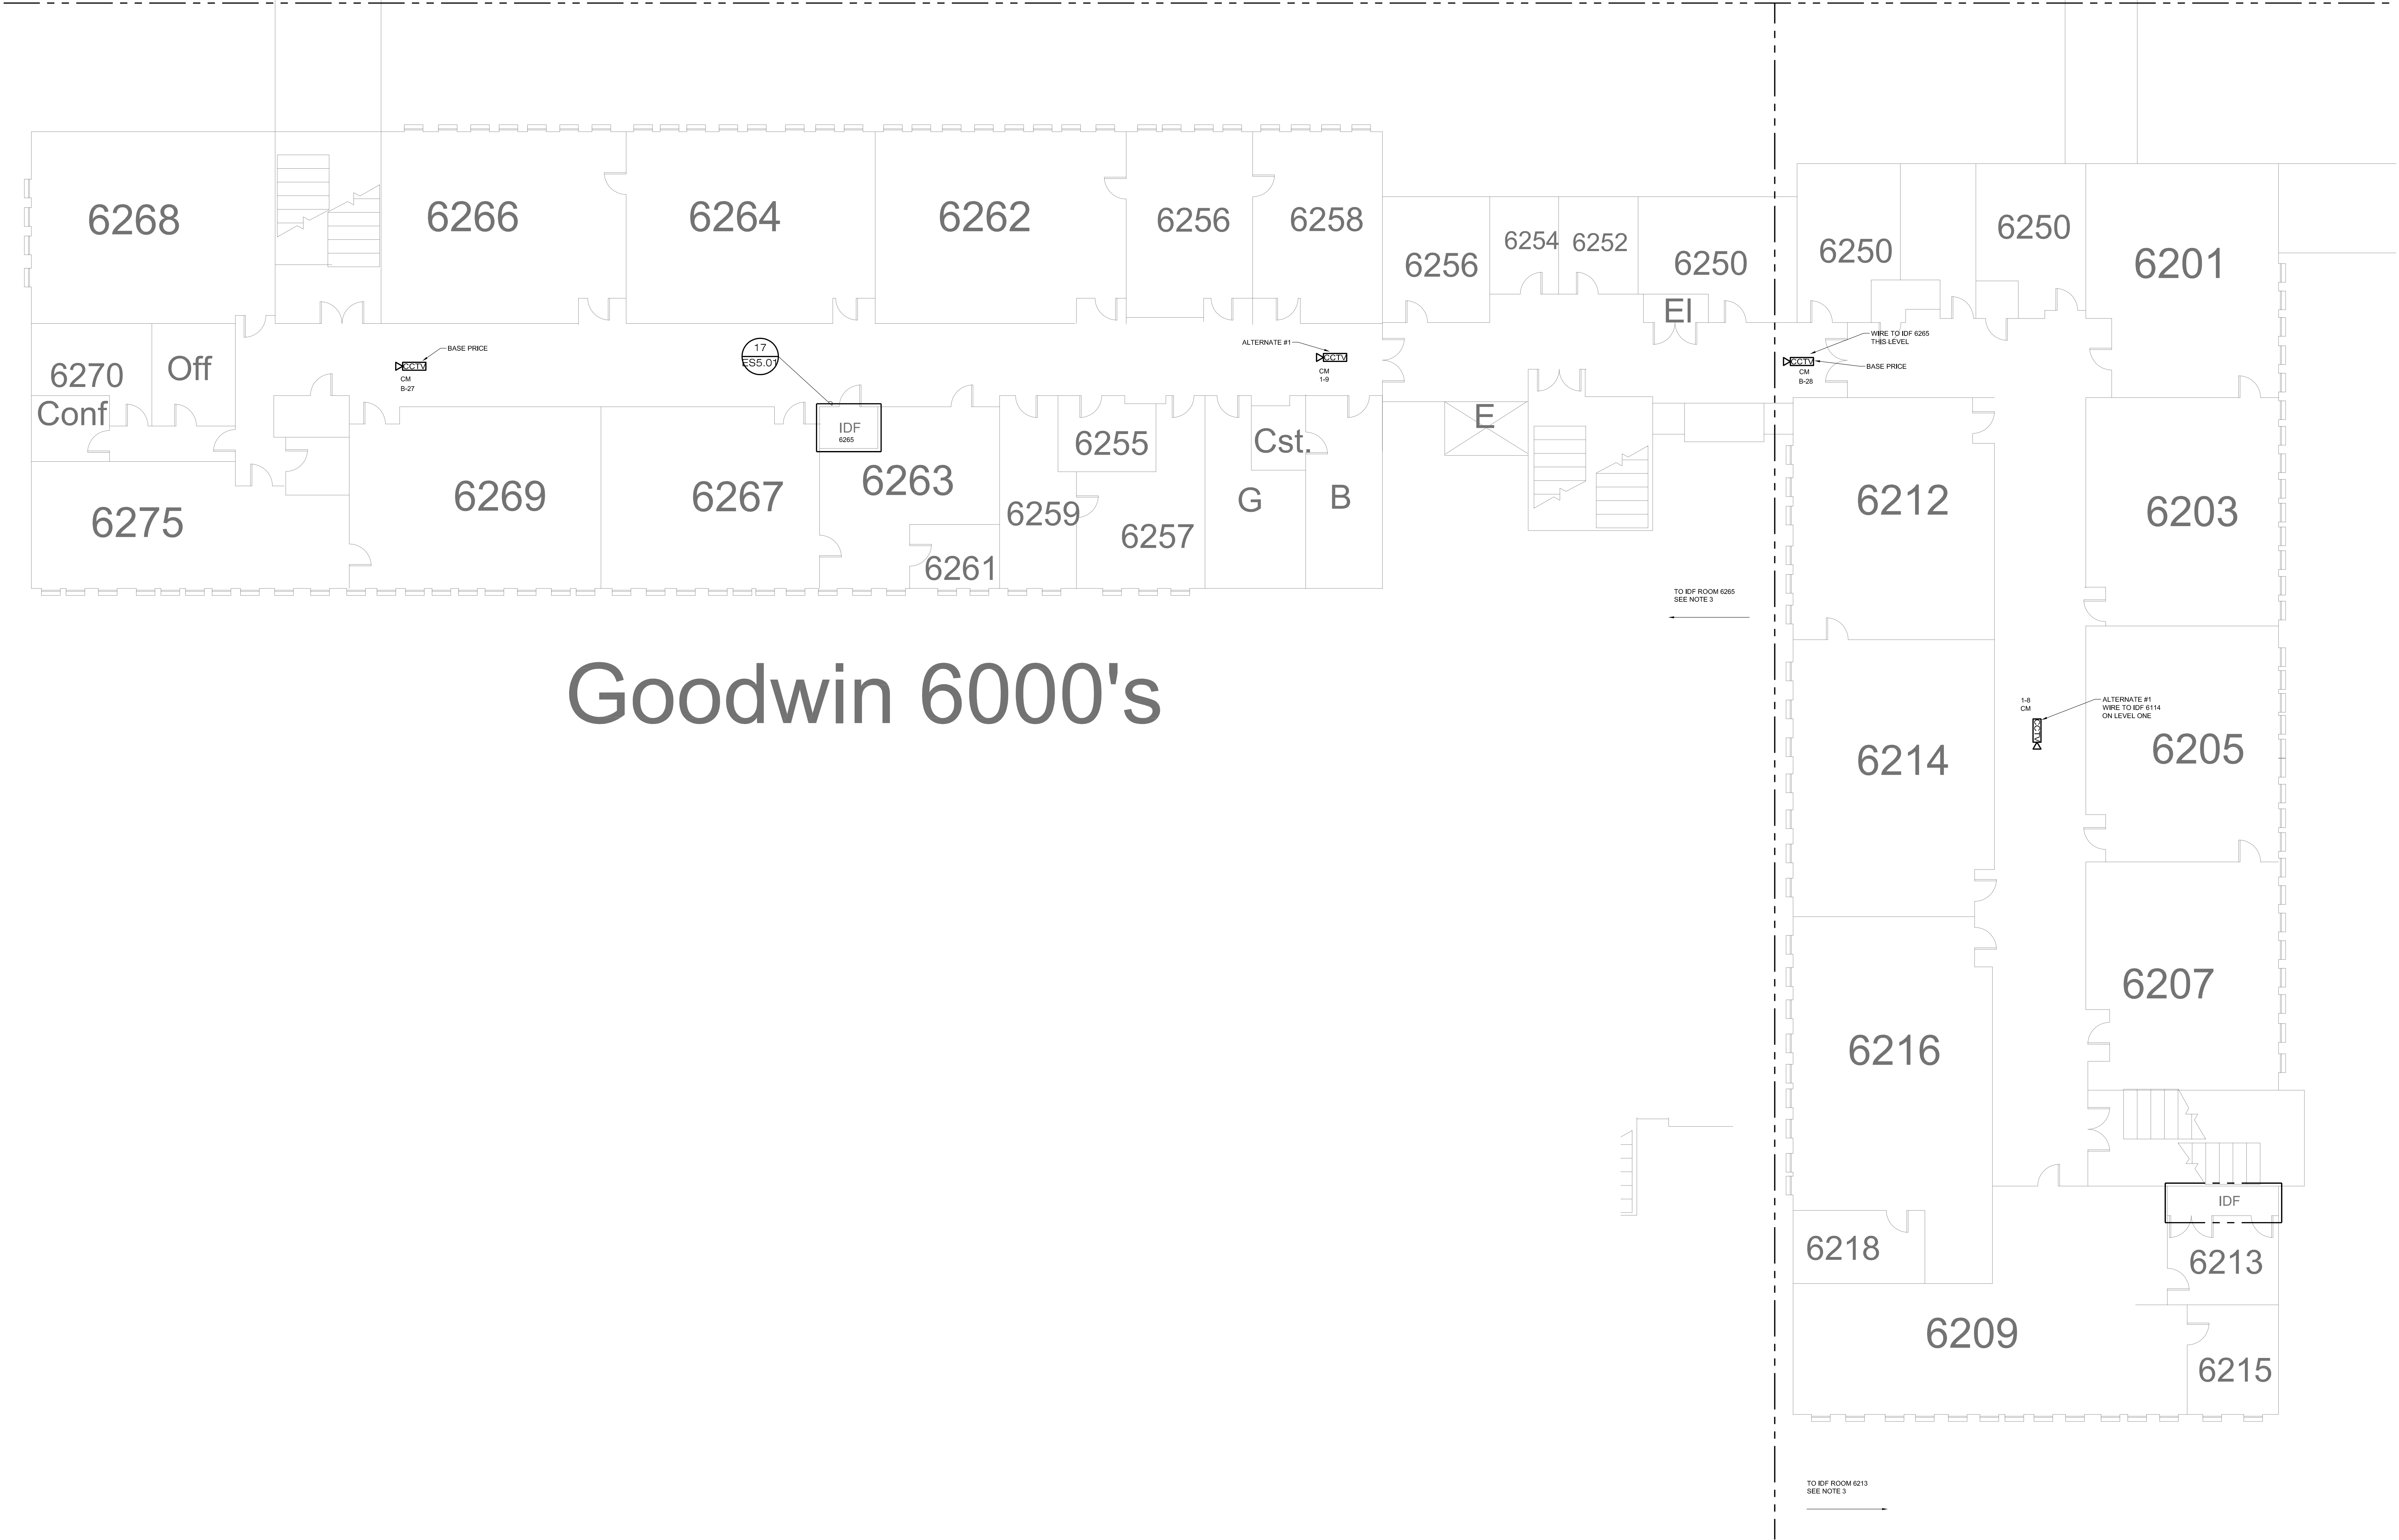 6268
6266
6264
6262
6256
6258
6256
6254
6252
6250
6250
6250
6201
El
BASE PRICE
CCTV
CM
B-27
17
ES5.01
ALTERNATE #1
CCTV
CM
1-9
WIRE TO IDF 6265
THIS LEVEL
CCTV
BASE PRICE
CM
B-28
6270
Off
Conf
6275
6269
6267
IDF
6265
6263
6261
6259
6255
6257
G
Cst.
B
E
6212
6203
TO IDF ROOM 6265
SEE NOTE 3
Goodwin 6000's
1-8
CM
CCTV
ALTERNATE #1
WIRE TO IDF 6114
ON LEVEL ONE
6214
6205
6207
6216
IDF
6218
6213
6209
6215
TO IDF ROOM 6213
SEE NOTE 3